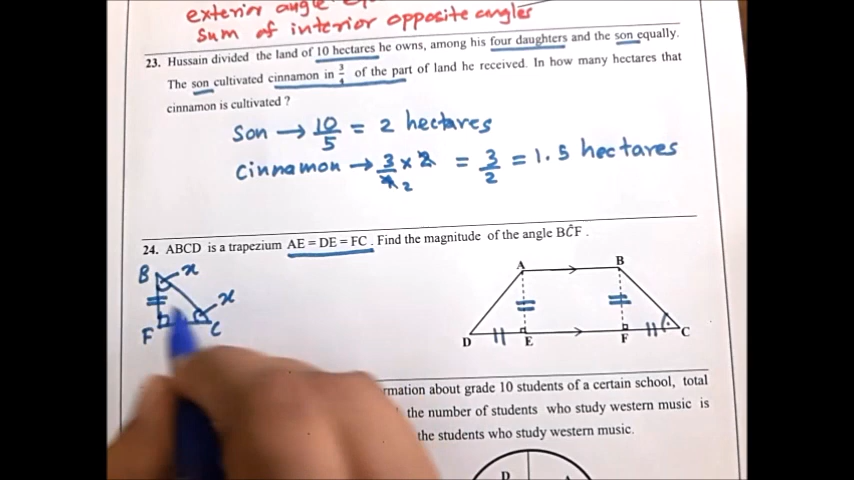 exterior angle
sum of interior opposite angles
23. Hussain divided the land of 10 hectares he owns, among his four daughters and the son equally.
The son cultivated cinnamon in 3/4 of the part of land he received. In how many hectares that
cinnamon is cultivated ?
Son → 10/5 = 2 hectares
Cinnamon → 3/4 × 2 = 3/2 = 1.5 hectares
2
24. ABCD is a trapezium AE = DE = FC . Find the magnitude of the angle BĈF .
B x
x
F C
A B
D E F C
rmation about grade 10 students of a certain school, total
the number of students who study western music is
the students who study western music.
D